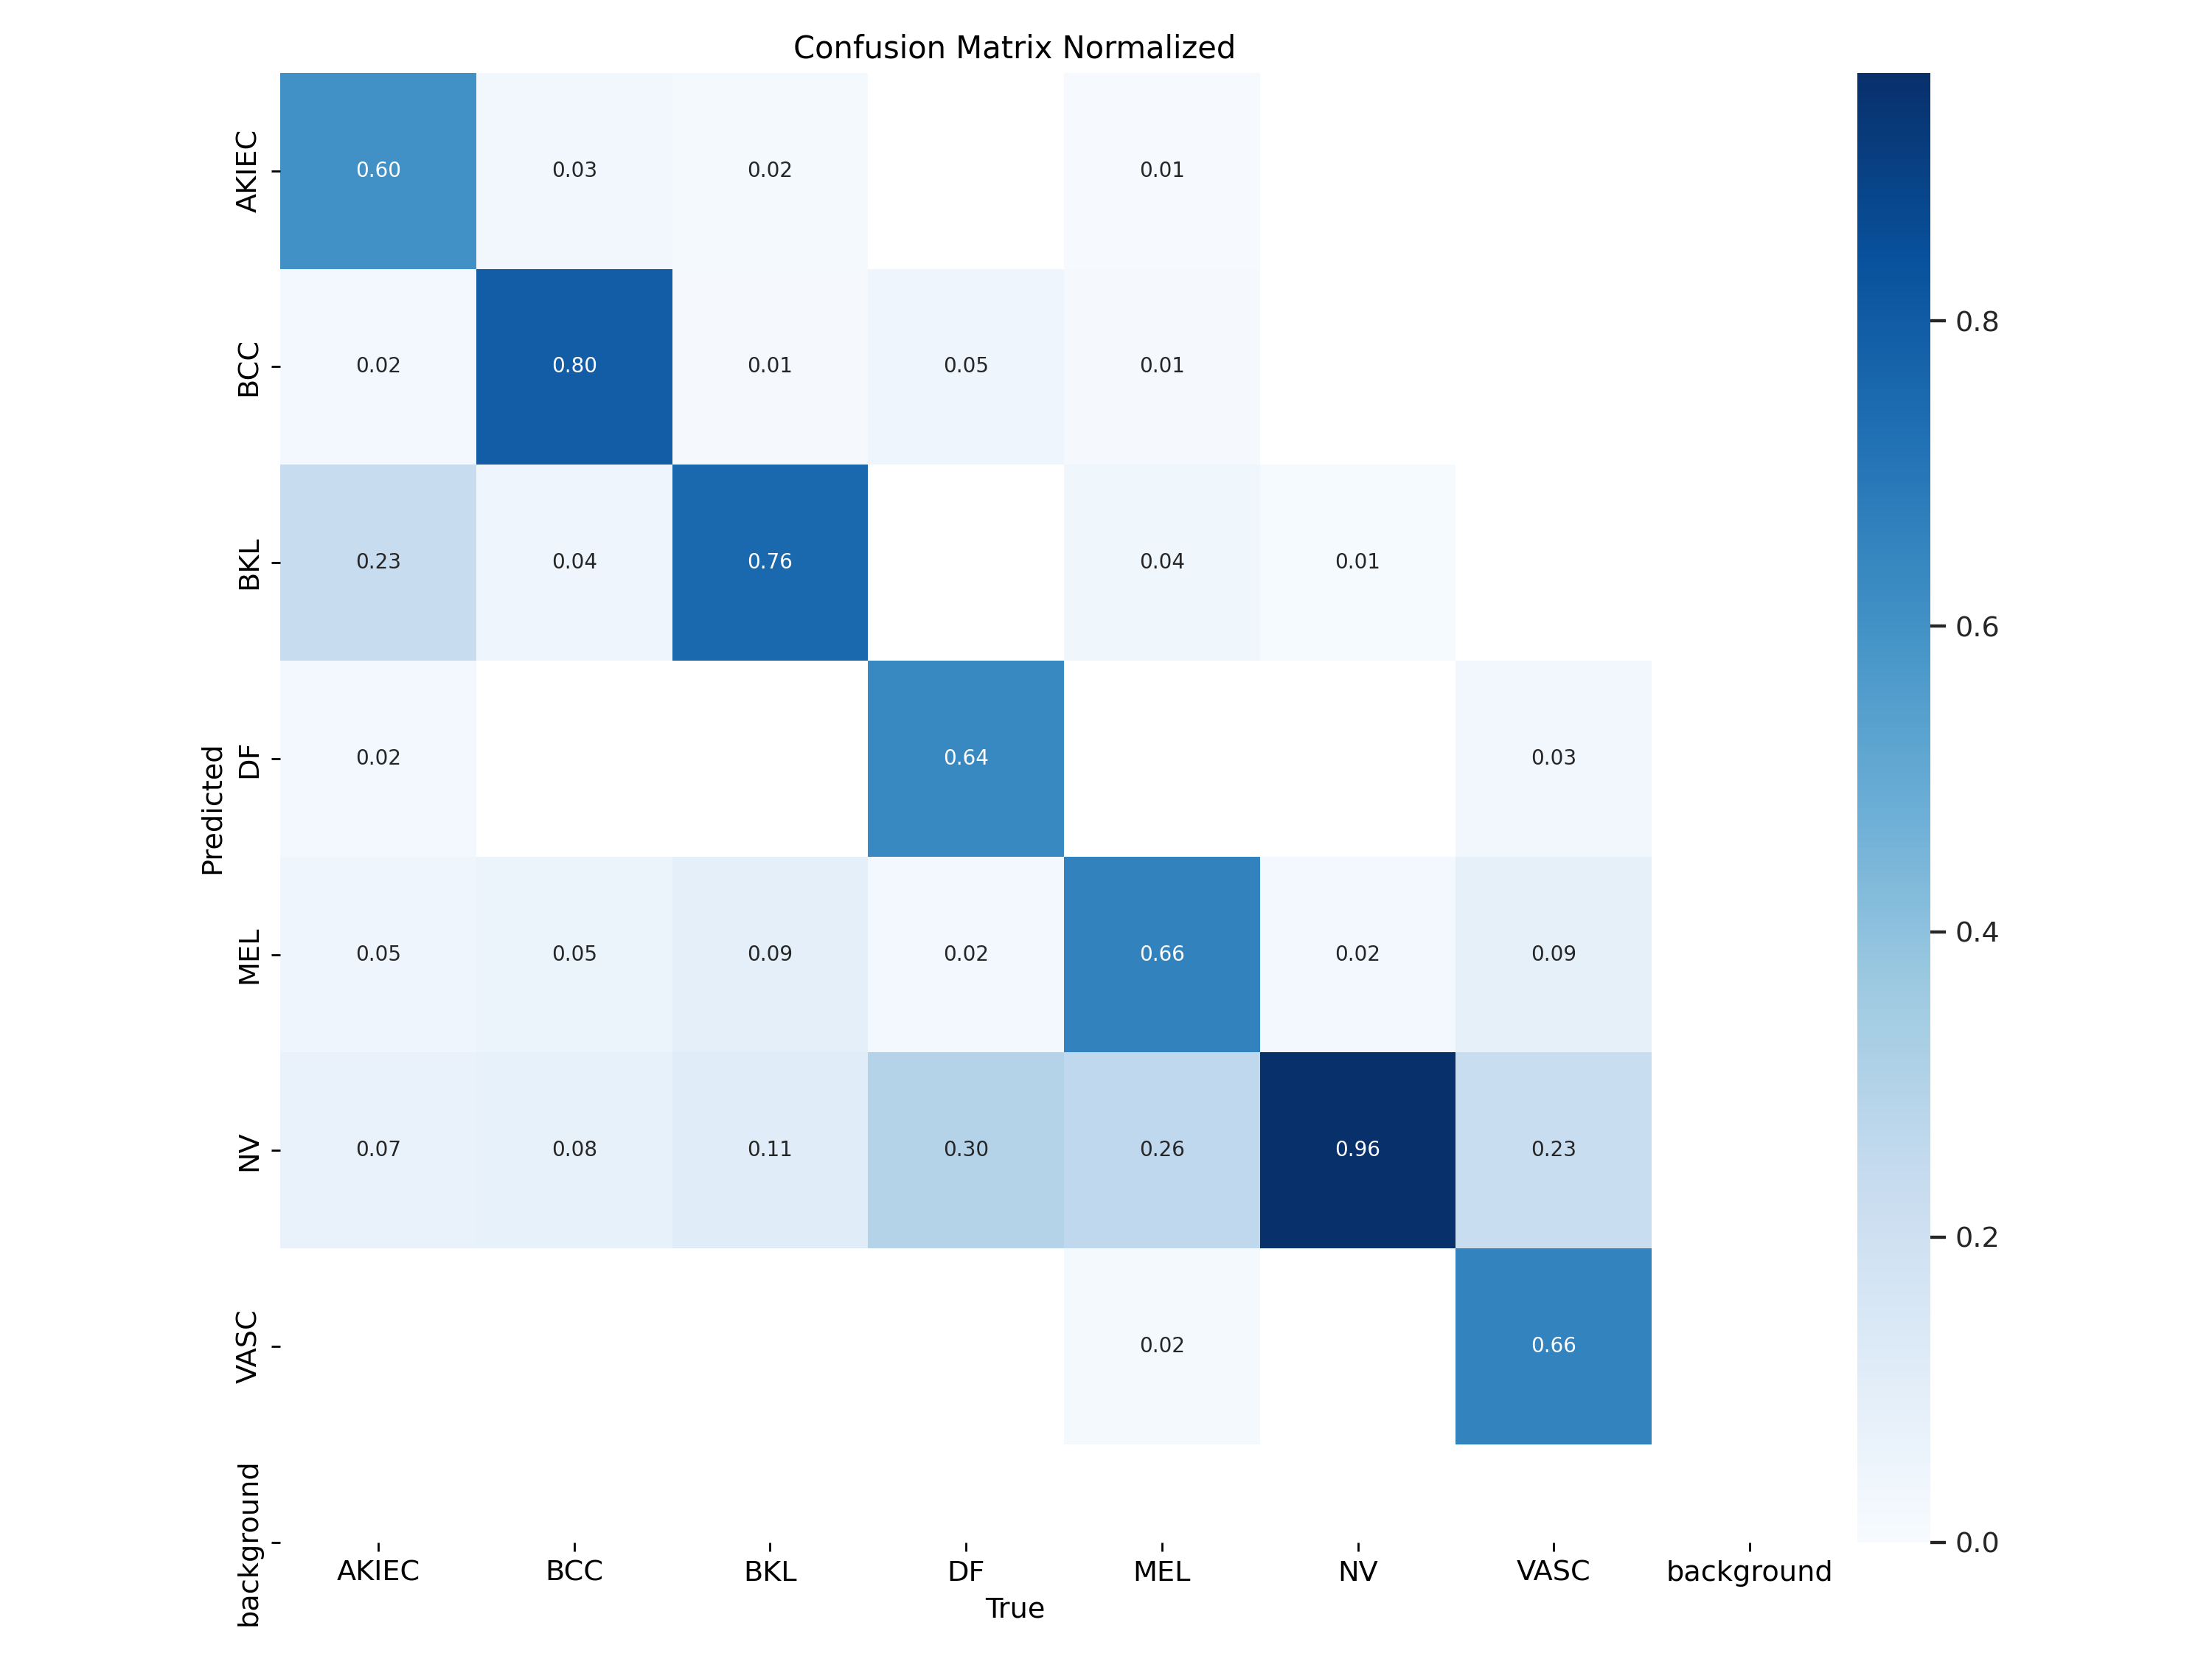 Confusion Matrix Normalized
AKIEC 0.60 0.03 0.02 0.01
BCC 0.02 0.80 0.01 0.05 0.01
BKL 0.23 0.04 0.76 0.04 0.01
DF 0.02 0.64 0.03
MEL 0.05 0.05 0.09 0.02 0.66 0.02 0.09
NV 0.07 0.08 0.11 0.30 0.26 0.96 0.23
VASC 0.02 0.66
background
Predicted
AKIEC BCC BKL DF MEL NV VASC background
True
0.8
0.6
0.4
0.2
0.0